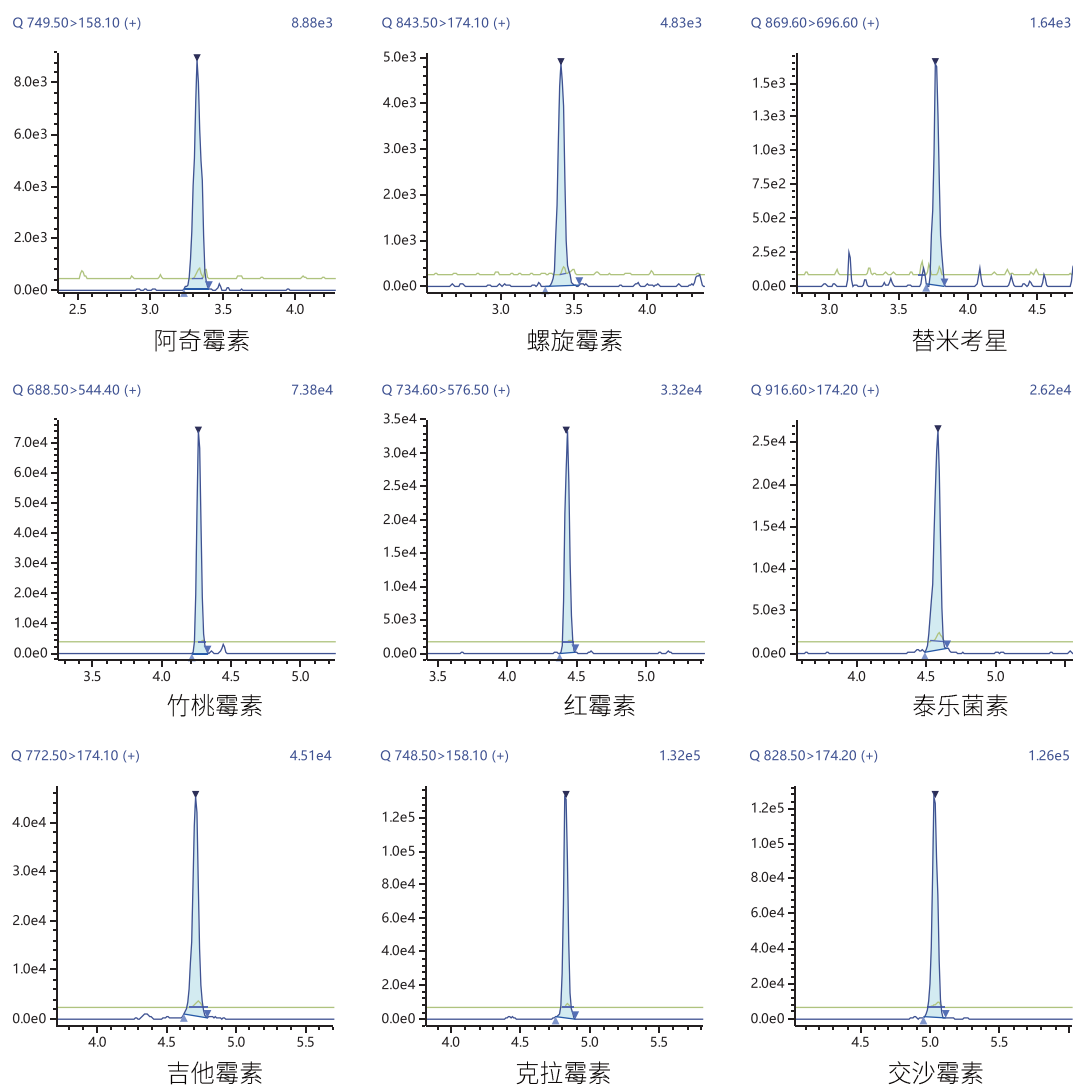 Q 749.50>158.10 (+) 8.88e3
8.0e3
6.0e3
4.0e3
2.0e3
0.0e0
2.5 3.0 3.5 4.0
阿奇霉素
Q 843.50>174.10 (+) 4.83e3
5.0e3
4.0e3
3.0e3
2.0e3
1.0e3
0.0e0
3.0 3.5 4.0
螺旋霉素
Q 869.60>696.60 (+) 1.64e3
1.5e3
1.3e3
1.0e3
7.5e2
5.0e2
2.5e2
0.0e0
3.0 3.5 4.0 4.5
替米考星
Q 688.50>544.40 (+) 7.38e4
7.0e4
6.0e4
5.0e4
4.0e4
3.0e4
2.0e4
1.0e4
0.0e0
3.5 4.0 4.5 5.0
竹桃霉素
Q 734.60>576.50 (+) 3.32e4
3.5e4
3.0e4
2.5e4
2.0e4
1.5e4
1.0e4
5.0e3
0.0e0
3.5 4.0 4.5 5.0
红霉素
Q 916.60>174.20 (+) 2.62e4
2.5e4
2.0e4
1.5e4
1.0e4
5.0e3
0.0e0
4.0 4.5 5.0
泰乐菌素
Q 772.50>174.10 (+) 4.51e4
4.0e4
3.0e4
2.0e4
1.0e4
0.0e0
4.0 4.5 5.0 5.5
吉他霉素
Q 748.50>158.10 (+) 1.32e5
1.2e5
1.0e5
8.0e4
6.0e4
4.0e4
2.0e4
0.0e0
4.0 4.5 5.0 5.5
克拉霉素
Q 828.50>174.20 (+) 1.26e5
1.2e5
1.0e5
8.0e4
6.0e4
4.0e4
2.0e4
0.0e0
4.5 5.0 5.5 6.0
交沙霉素